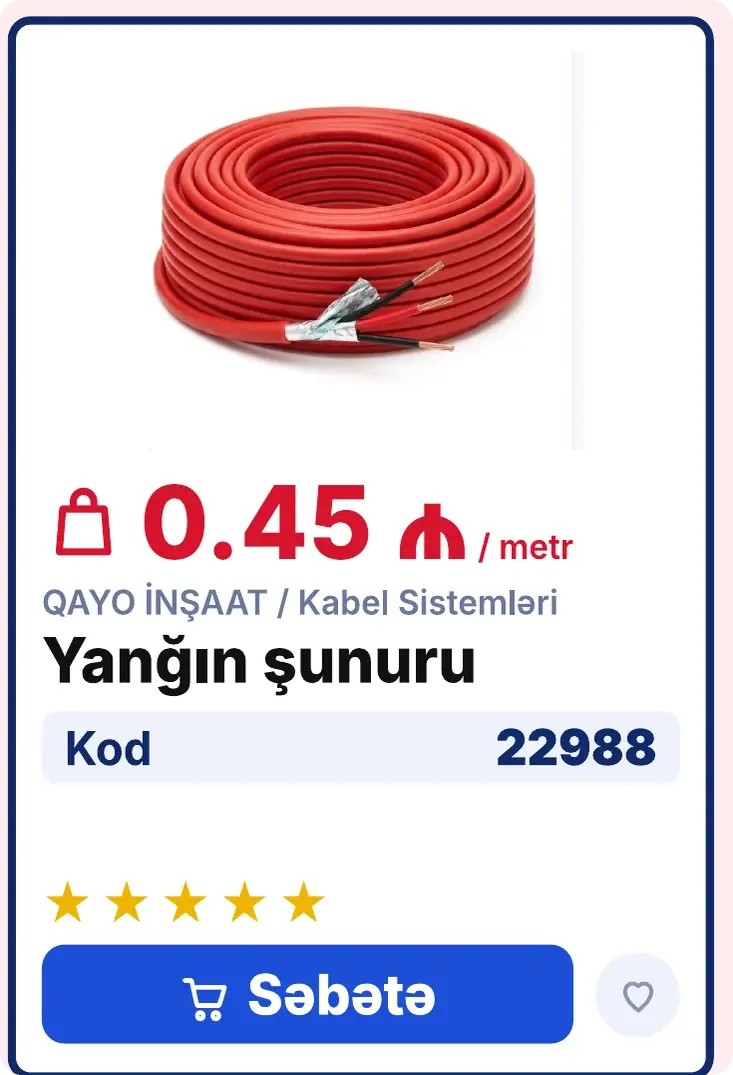 0.45 ₼ / metr
QAYO İNŞAAT / Kabel Sistemləri
Yanğın şunuru
Kod 22988
Səbətə